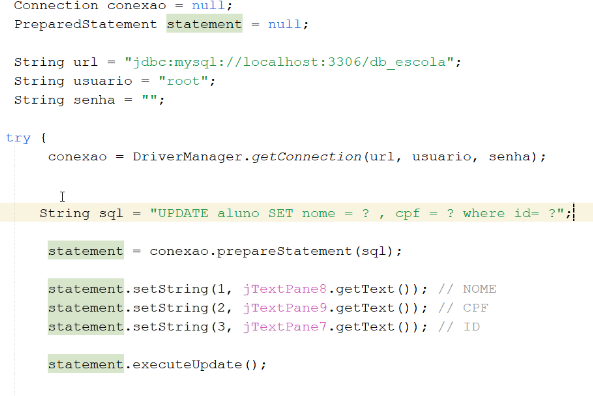 Connection conexao = null;
PreparedStatement statement = null;
String url = "jdbc:mysql://localhost:3306/db_escola";
String usuario = "root";
String senha = "";
try {
conexao = DriverManager.getConnection(url, usuario, senha);
String sql = "UPDATE aluno SET nome = ? , cpf = ? where id= ?";
statement = conexao.prepareStatement(sql);
statement.setString(1, jTextPane8.getText()); // NOME
statement.setString(2, jTextPane9.getText()); // CPF
statement.setString(3, jTextPane7.getText()); // ID
statement.executeUpdate();